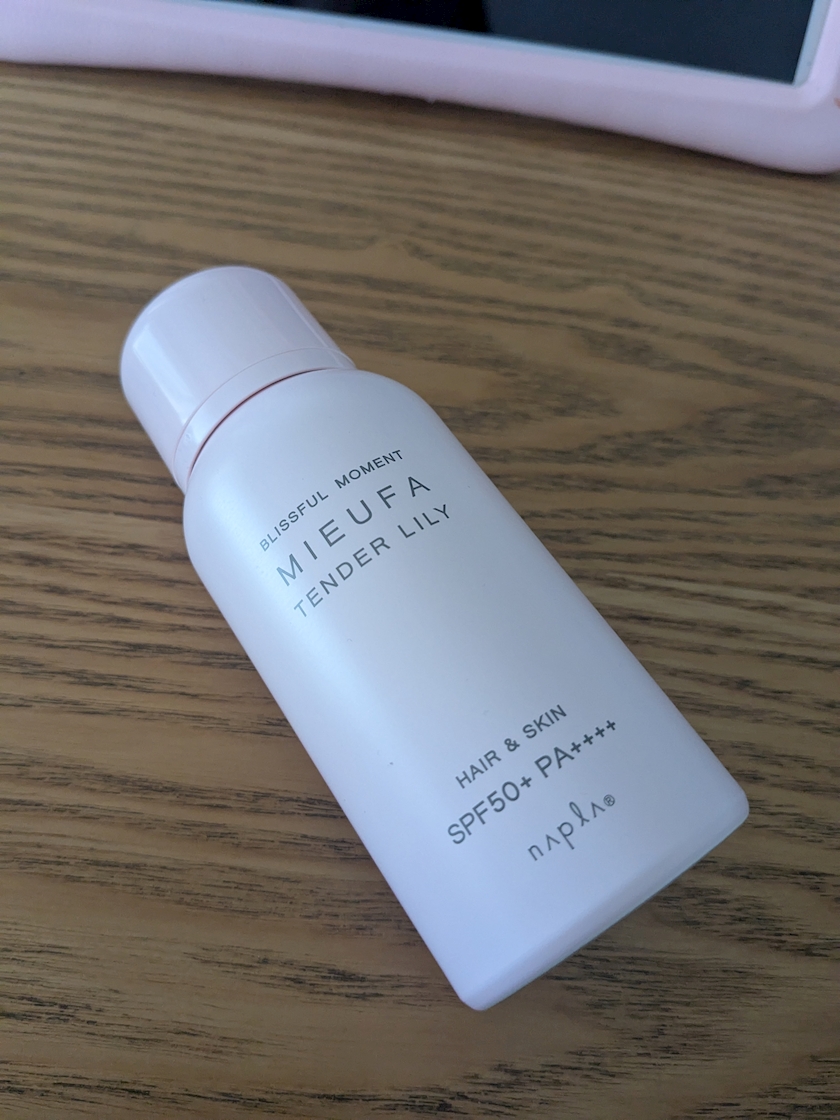 BLISSFUL MOMENT
MIEUFA
TENDER LILY
HAIR & SKIN
SPF50+ PA++++
napla®